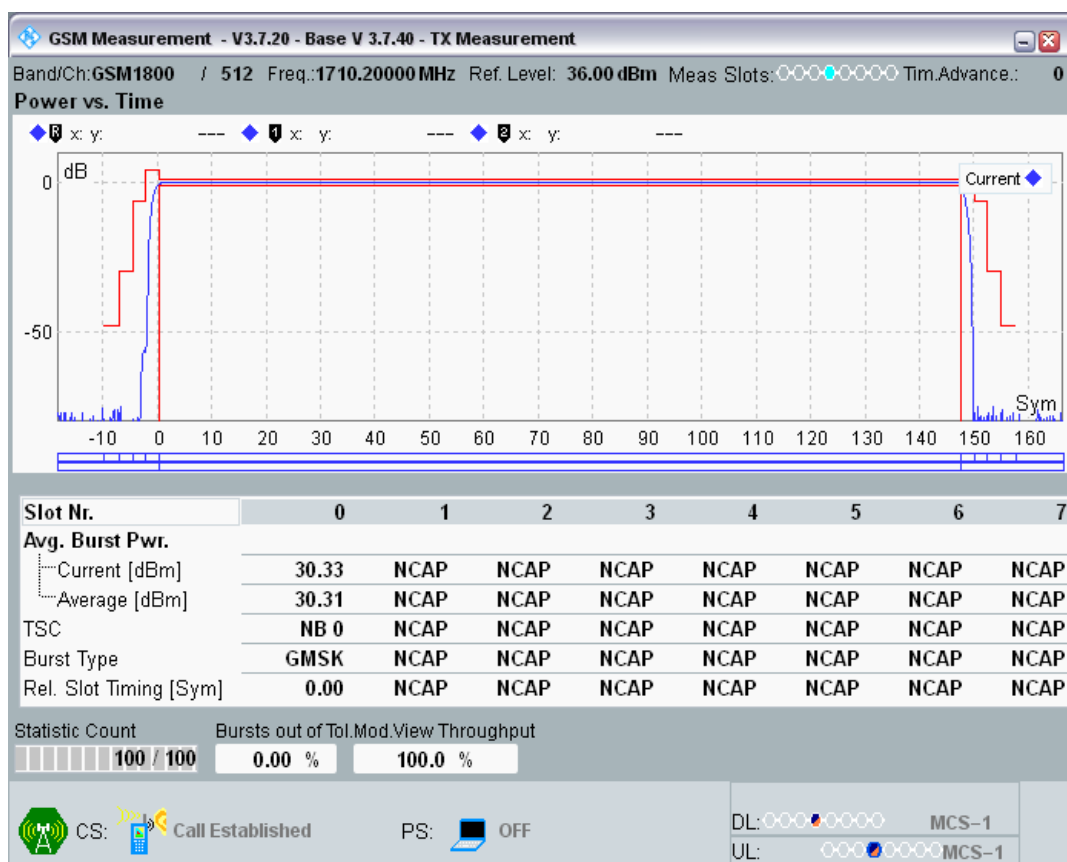 GSM Measurement - V3.7.20 - Base V 3.7.40 - TX Measurement
Band/Ch:GSM1800 / 512 Freq.:1710.20000 MHz Ref. Level: 36.00 dBm Meas Slots: Tim.Advance.: 0
Power vs. Time
R x: y: --- 1 x: y: --- 2 x: y: ---
dB
Current
0
-50
Sym
-10 0 10 20 30 40 50 60 70 80 90 100 110 120 130 140 150 160
Slot Nr. 0 1 2 3 4 5 6 7
Avg. Burst Pwr.
Current [dBm] 30.33 NCAP NCAP NCAP NCAP NCAP NCAP NCAP
Average [dBm] 30.31 NCAP NCAP NCAP NCAP NCAP NCAP NCAP
TSC NB 0 NCAP NCAP NCAP NCAP NCAP NCAP NCAP
Burst Type GMSK NCAP NCAP NCAP NCAP NCAP NCAP NCAP
Rel. Slot Timing [Sym] 0.00 NCAP NCAP NCAP NCAP NCAP NCAP NCAP
Statistic Count Bursts out of Tol. Mod.View Throughput
100 / 100 0.00 % 100.0 %
CS: Call Established PS: OFF
DL: MCS-1
UL: MCS-1